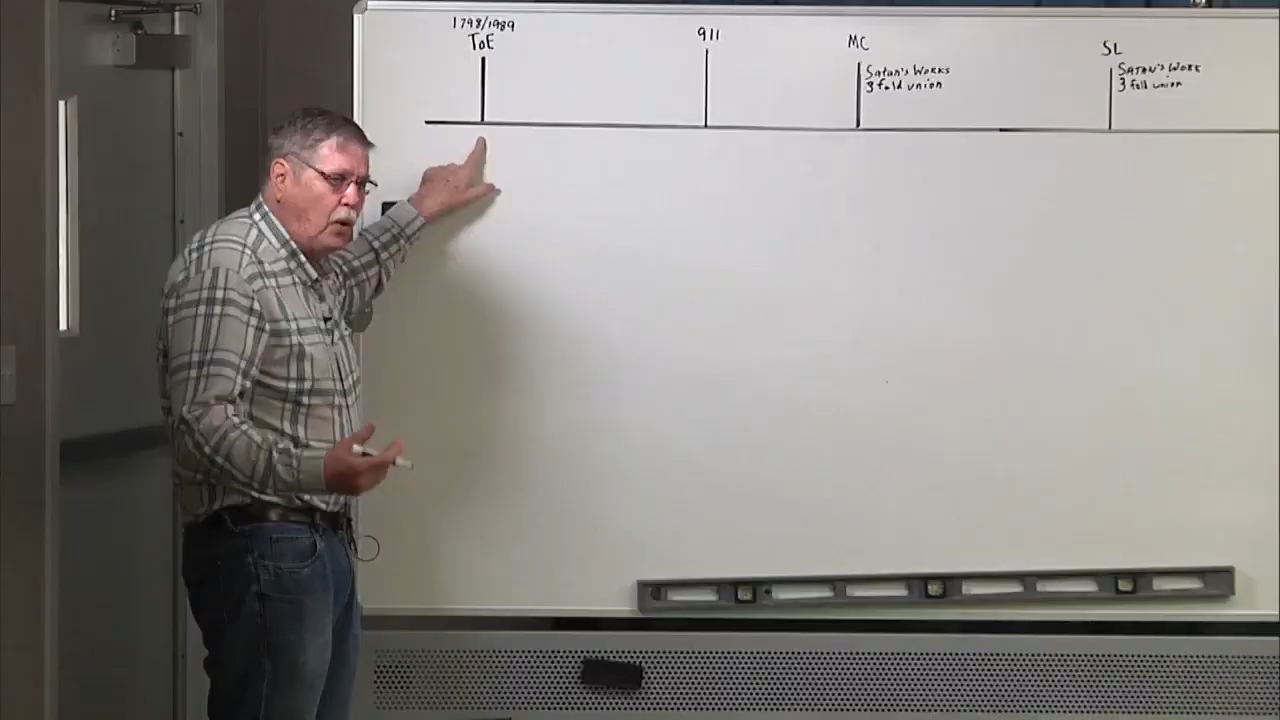 1798/1989
ToE
911
MC
Satan's Works
3 fold union
SL
Satan's Work
3 fold union